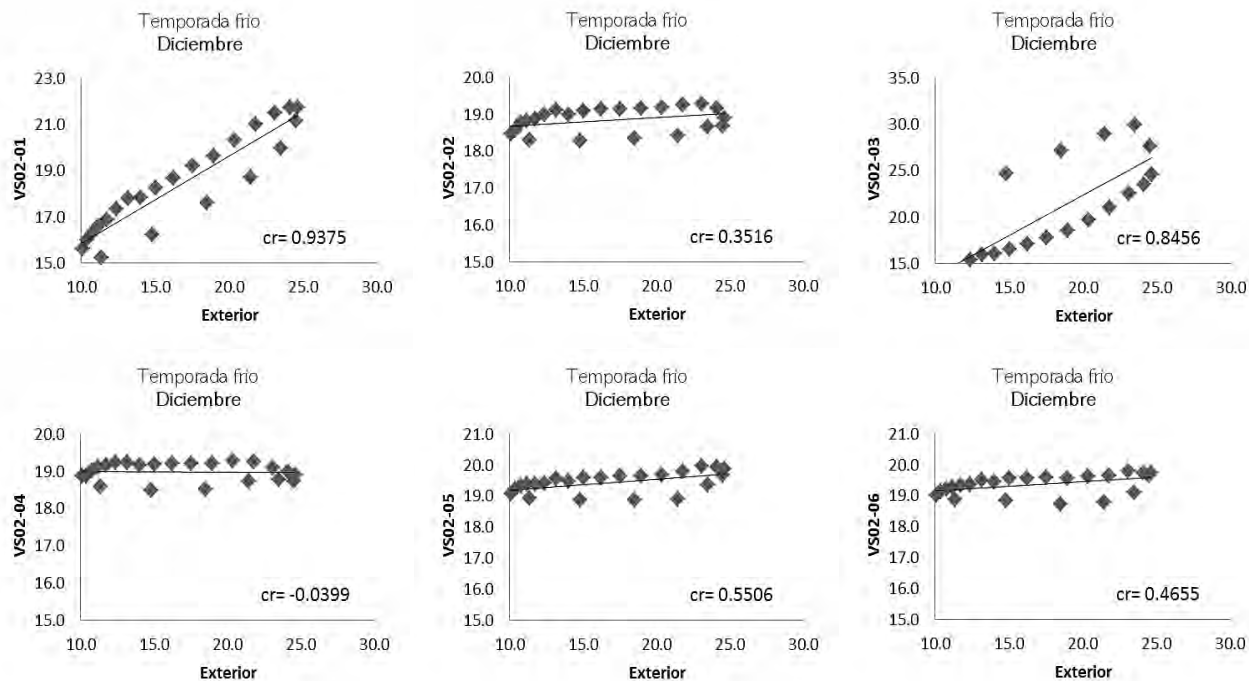 Temporada frío
Diciembre
23.0
21.0
19.0
17.0
15.0
VS02-01
cr= 0.9375
10.0 15.0 20.0 25.0 30.0
Exterior
Temporada frío
Diciembre
20.0
19.0
18.0
17.0
16.0
15.0
VS02-02
cr= 0.3516
10.0 15.0 20.0 25.0 30.0
Exterior
Temporada frío
Diciembre
35.0
30.0
25.0
20.0
15.0
VS02-03
cr= 0.8456
10.0 15.0 20.0 25.0 30.0
Exterior
Temporada frío
Diciembre
20.0
19.0
18.0
17.0
16.0
15.0
VS02-04
cr= -0.0399
10.0 15.0 20.0 25.0 30.0
Exterior
Temporada frío
Diciembre
21.0
20.0
19.0
18.0
17.0
16.0
15.0
VS02-05
cr= 0.5506
10.0 15.0 20.0 25.0 30.0
Exterior
Temporada frío
Diciembre
21.0
20.0
19.0
18.0
17.0
16.0
15.0
VS02-06
cr= 0.4655
10.0 15.0 20.0 25.0 30.0
Exterior